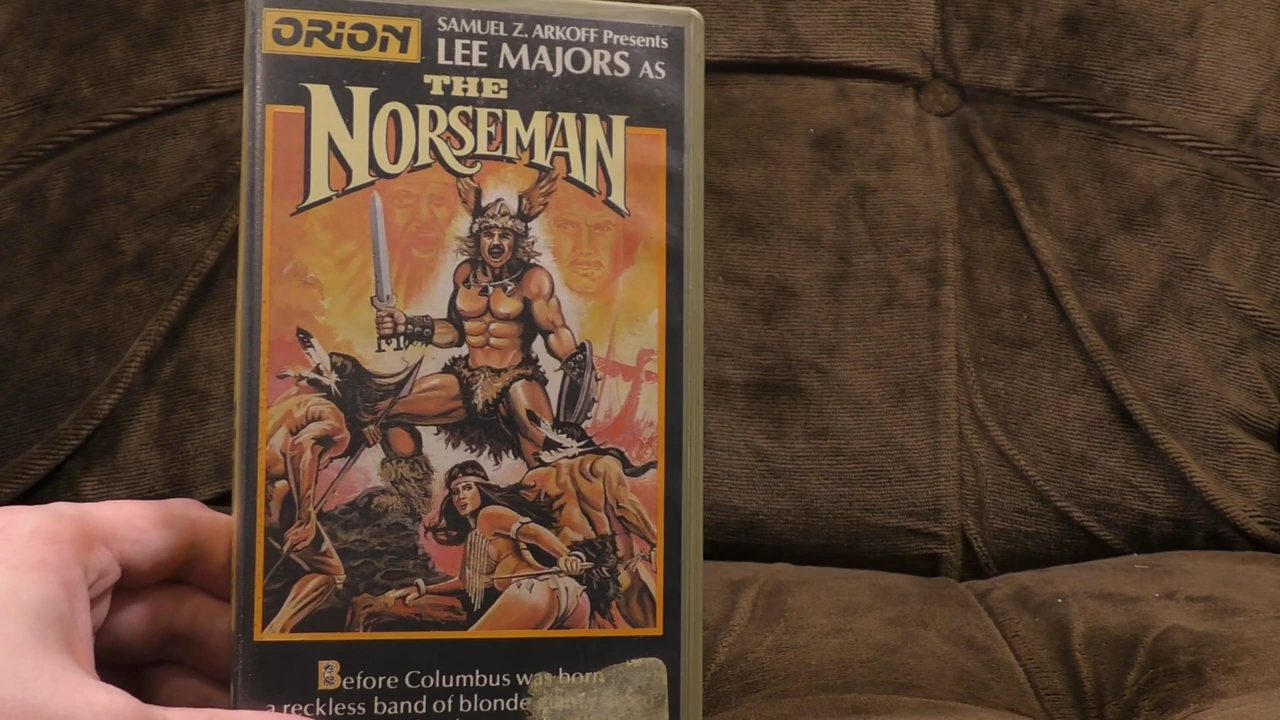 ORION
SAMUEL Z. ARKOFF Presents
LEE MAJORS AS
THE
NORSEMAN
Before Columbus was born
a reckless band of blonde